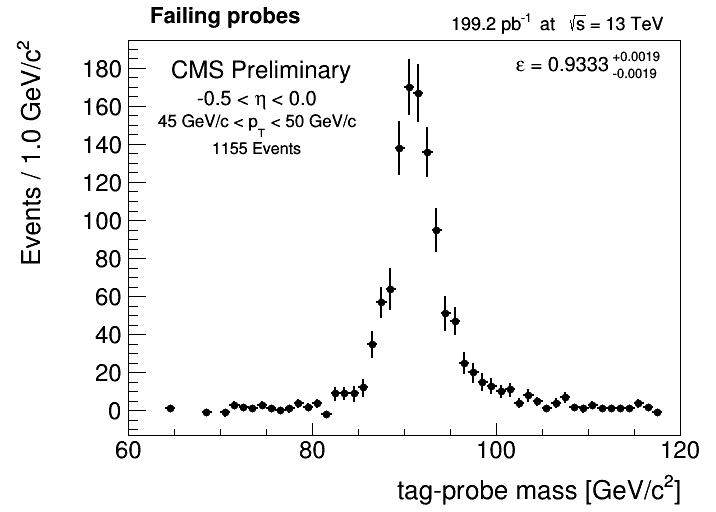 Failing probes
199.2 pb⁻¹ at √s = 13 TeV
CMS Preliminary
-0.5 < η < 0.0
45 GeV/c < p_T < 50 GeV/c
1155 Events
ε = 0.9333 +0.0019 -0.0019
Events / 1.0 GeV/c²
180
160
140
120
100
80
60
40
20
0
60 80 100 120
tag-probe mass [GeV/c²]